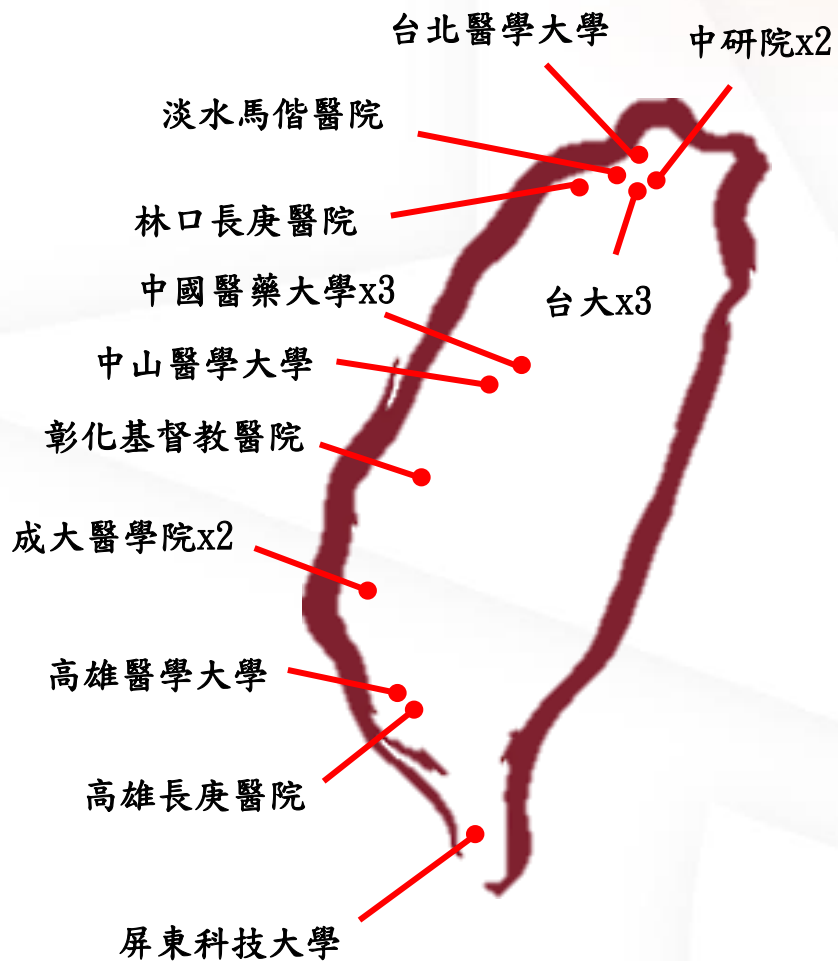 台北醫學大學
中研院x2
淡水馬偕醫院
林口長庚醫院
中國醫藥大學x3
台大x3
中山醫學大學
彰化基督教醫院
成大醫學院x2
高雄醫學大學
高雄長庚醫院
屏東科技大學